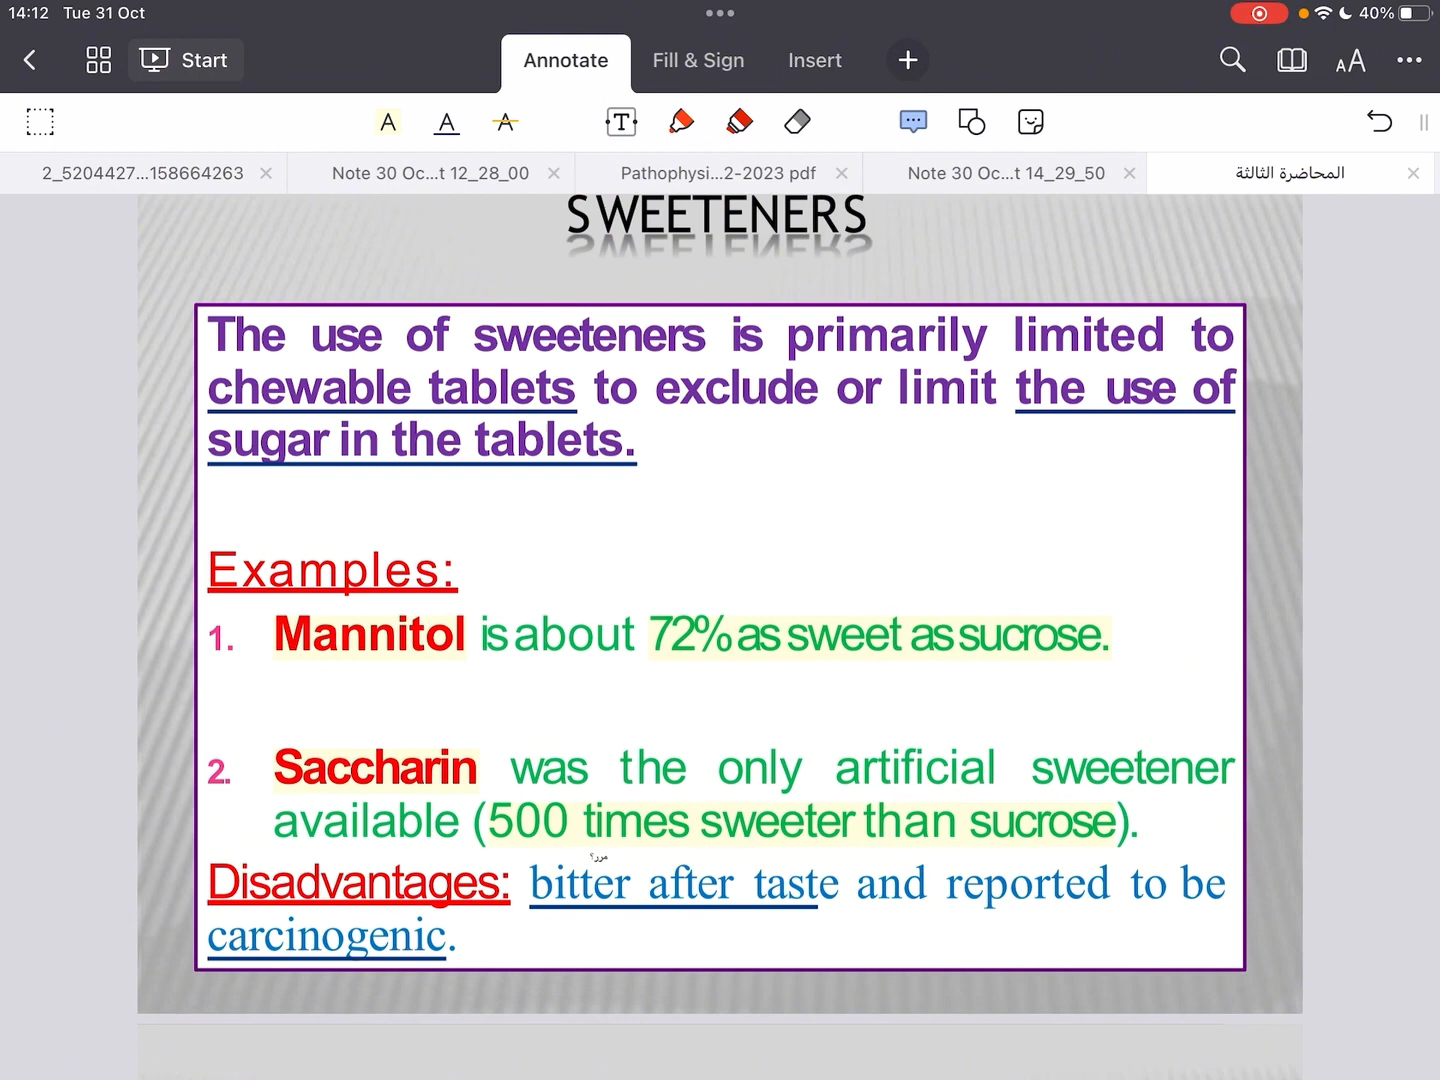 14:12 Tue 31 Oct
40%
Start
Annotate Fill & Sign Insert
AA
A A A T
2_5204427...158664263 Note 30 Oc...t 12_28_00 Pathophysi...2-2023 pdf Note 30 Oc...t 14_29_50 المحاضرة الثالثة
SWEETENERS
The use of sweeteners is primarily limited to
chewable tablets to exclude or limit the use of
sugar in the tablets.
Examples:
1. Mannitol is about 72% as sweet as sucrose.
2. Saccharin was the only artificial sweetener
available (500 times sweeter than sucrose).
مرر؟
Disadvantages: bitter after taste and reported to be
carcinogenic.